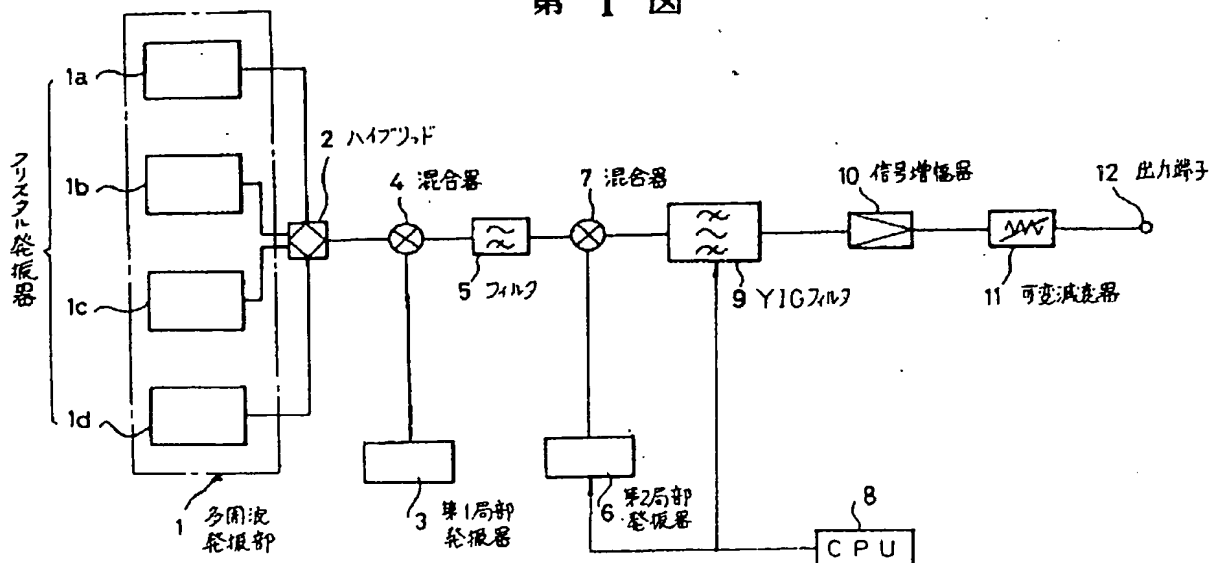 第 1 図
1a
1b
1c
1d
クリスタル発振器
1 多周波
発振部
2 ハイブリッド
3 第1局部
発振器
4 混合器
5 フィルタ
6 第2局部
発振器
7 混合器
8
CPU
9 YIGフィルタ
10 信号増幅器
11 可変減衰器
12 出力端子